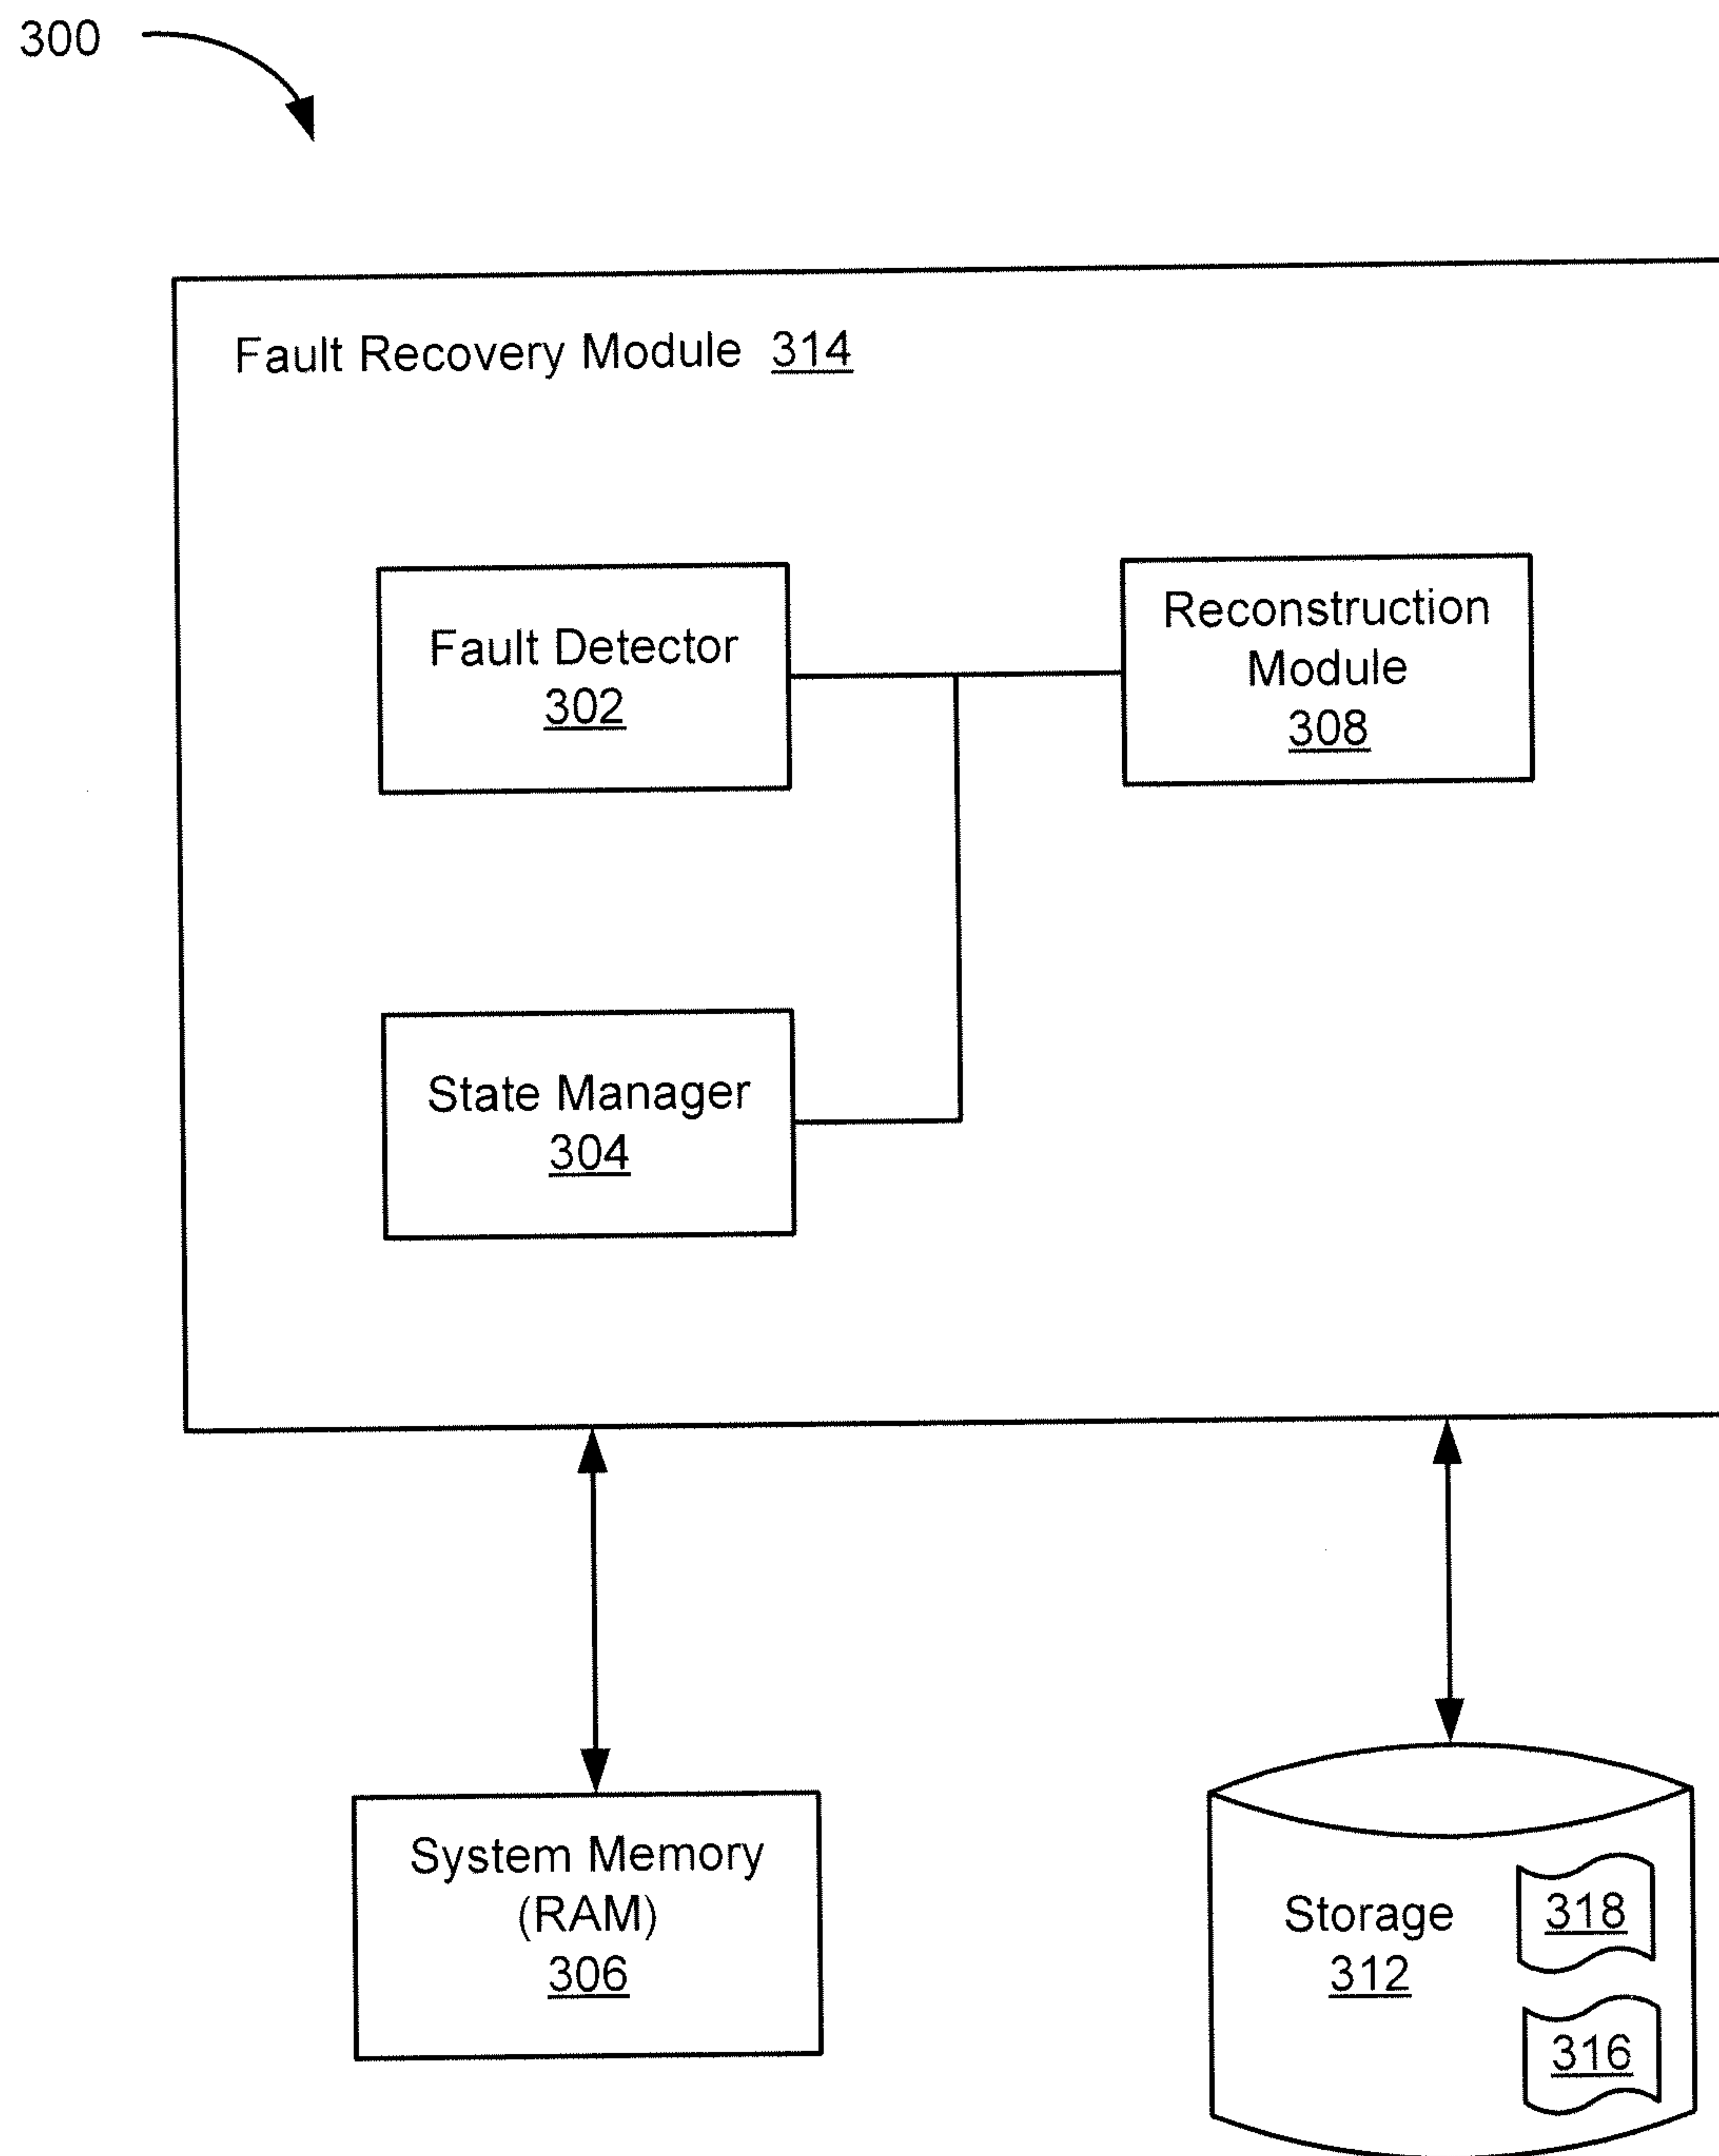 300
Fault Recovery Module 314
Fault Detector
302
Reconstruction
Module
308
State Manager
304
System Memory
(RAM)
306
Storage
312
318
316